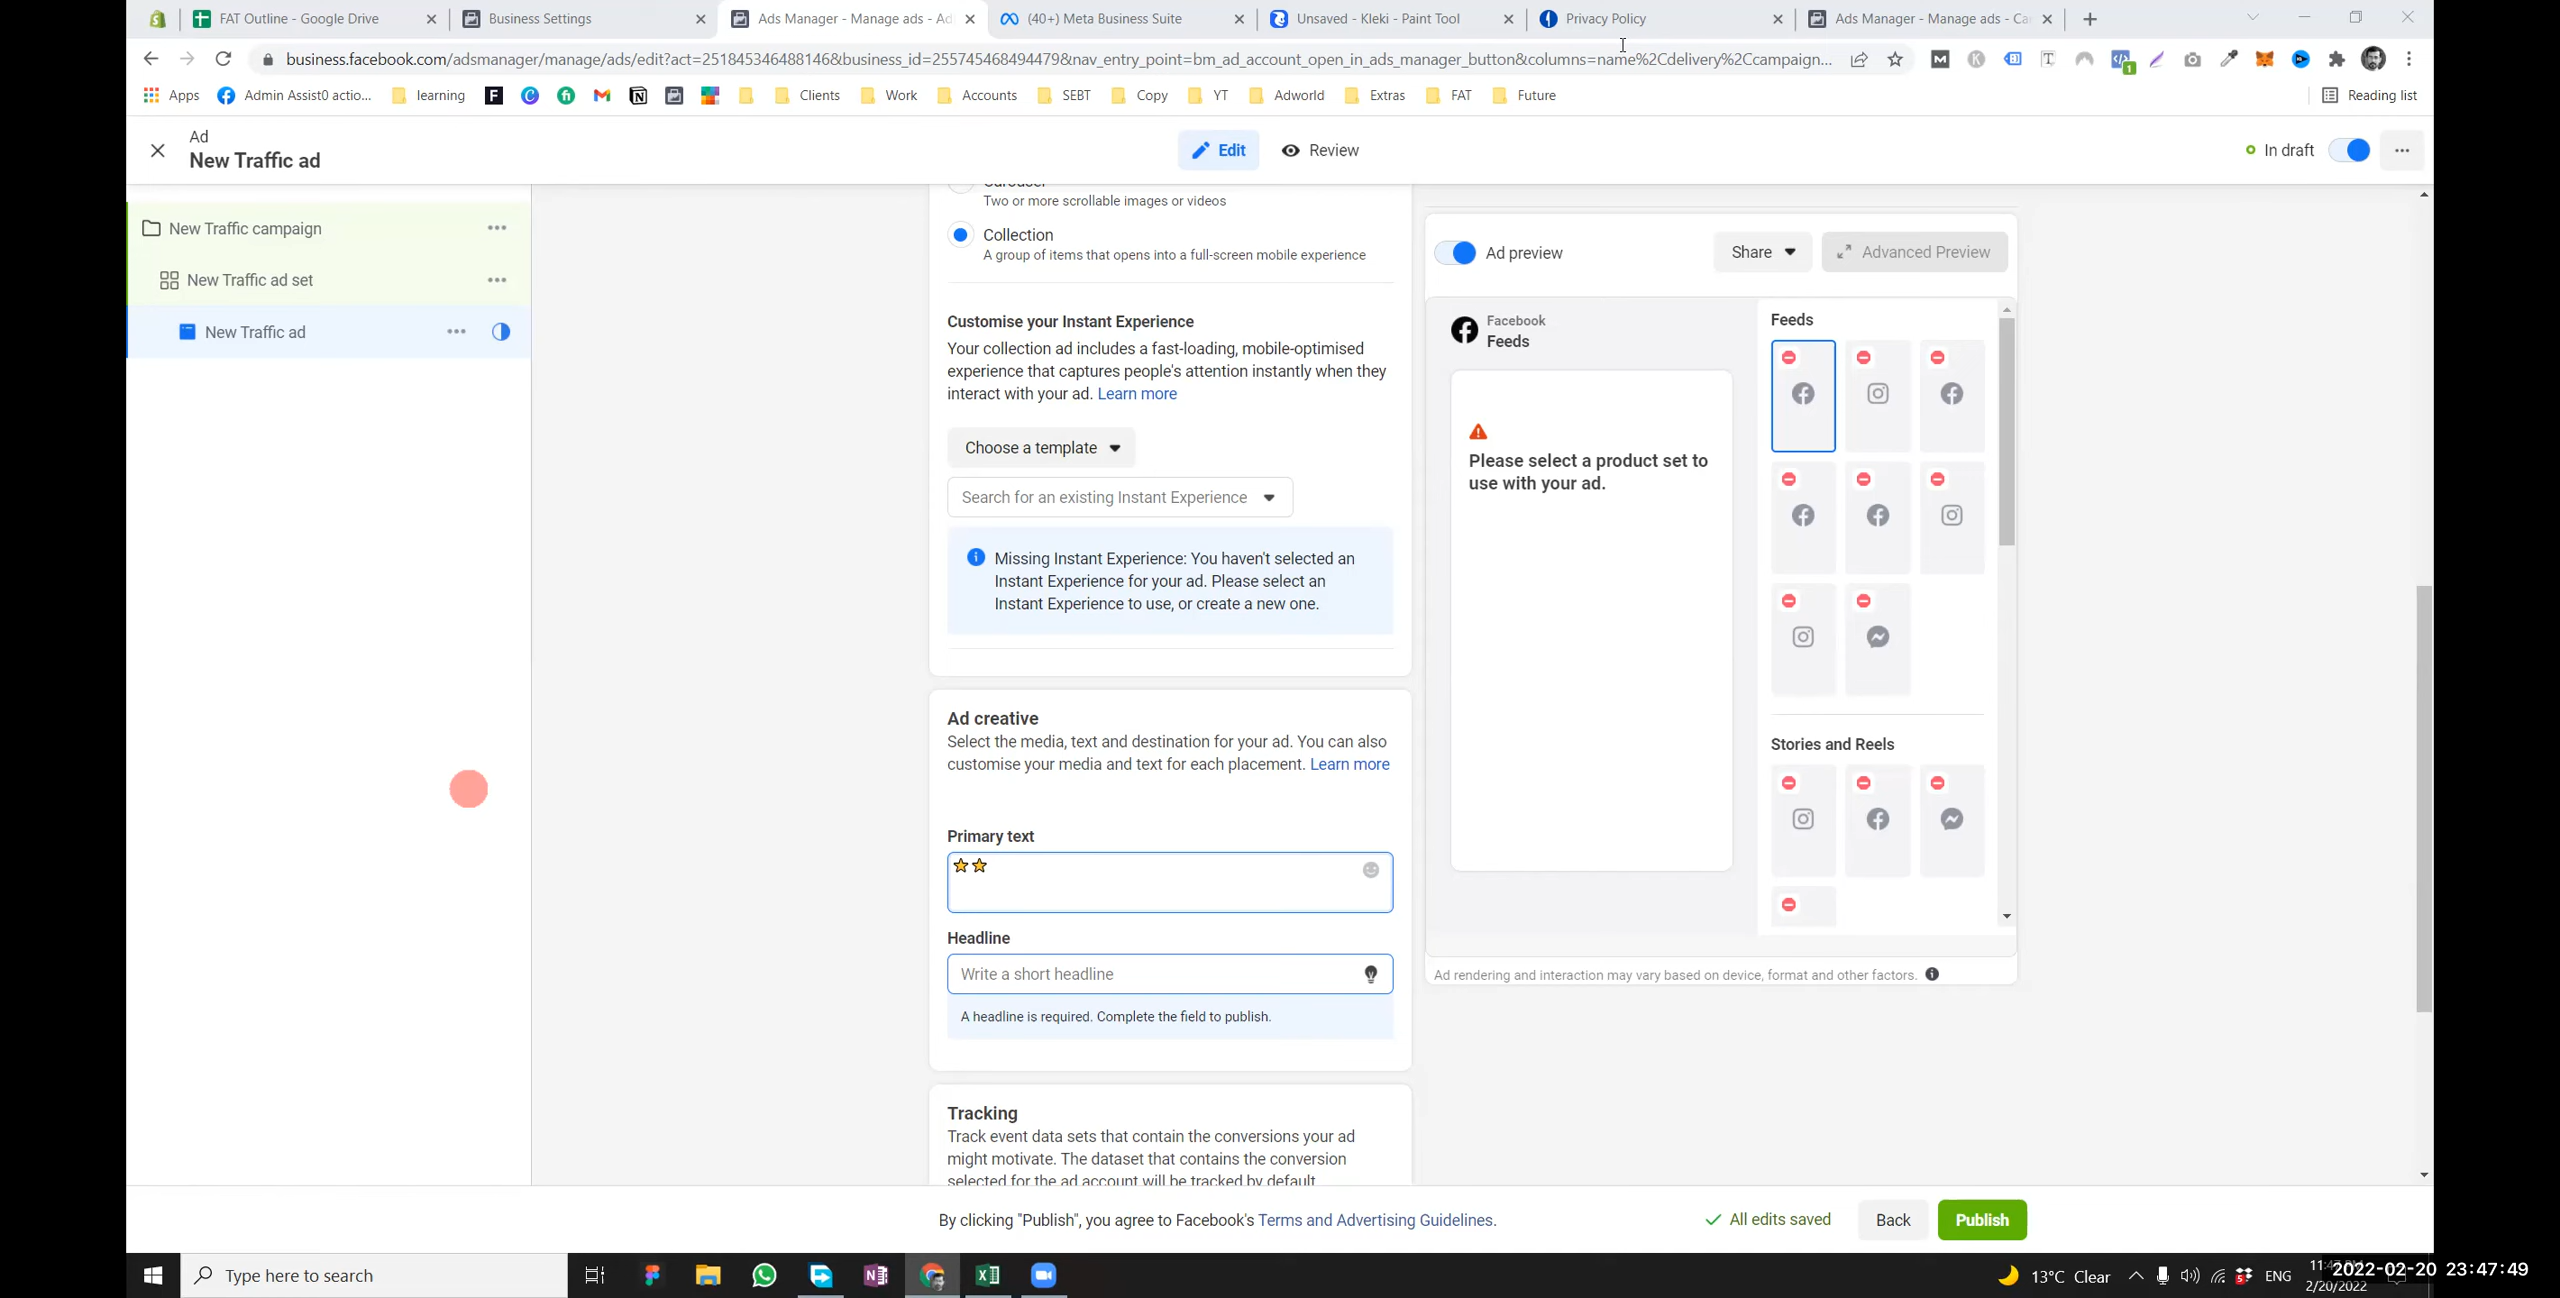 FAT Outline - Google Drive
Business Settings
Ads Manager - Manage ads - Ad
(40+) Meta Business Suite
Unsaved - Kleki - Paint Tool
Privacy Policy
Ads Manager - Manage ads - Ca
business.facebook.com/adsmanager/manage/ads/edit?act=251845346488146&business_id=255745468494479&nav_entry_point=bm_ad_account_open_in_ads_manager_button&columns=name%2Cdelivery%2Ccampaign...
Apps
Admin Assist0 actio...
learning
Clients
Work
Accounts
SEBT
Copy
YT
Adworld
Extras
FAT
Future
Reading list
Ad
New Traffic ad
Edit
Review
In draft
New Traffic campaign
New Traffic ad set
New Traffic ad
Two or more scrollable images or videos
Collection
A group of items that opens into a full-screen mobile experience
Customise your Instant Experience
Your collection ad includes a fast-loading, mobile-optimised
experience that captures people's attention instantly when they
interact with your ad. Learn more
Choose a template
Search for an existing Instant Experience
Missing Instant Experience: You haven't selected an
Instant Experience for your ad. Please select an
Instant Experience to use, or create a new one.
Ad creative
Select the media, text and destination for your ad. You can also
customise your media and text for each placement. Learn more
Primary text
⭐⭐
Headline
Write a short headline
A headline is required. Complete the field to publish.
Tracking
Track event data sets that contain the conversions your ad
might motivate. The dataset that contains the conversion
selected for the ad account will be tracked by default
Ad preview
Share
Advanced Preview
Facebook
Feeds
Please select a product set to
use with your ad.
Feeds
Stories and Reels
Ad rendering and interaction may vary based on device, format and other factors.
By clicking "Publish", you agree to Facebook's Terms and Advertising Guidelines.
All edits saved
Back
Publish
Type here to search
13°C Clear
ENG
2/20/2022
2022-02-20 23:47:49